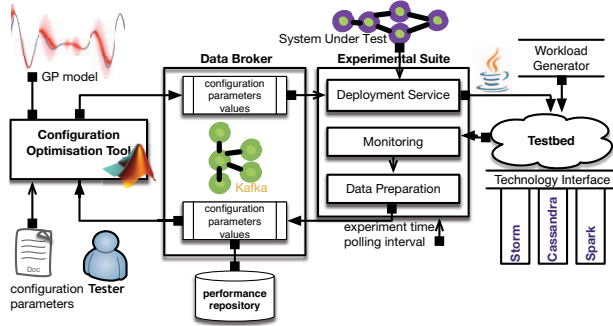 System Under Test
GP model
Data Broker
Experimental Suite
Workload
Generator
configuration
parameters
values
Deployment Service
Java
Configuration
Optimisation Tool
Monitoring
Testbed
Kafka
Data Preparation
Technology Interface
configuration
parameters
values
experiment time
polling interval
Doc
configuration
parameters
Tester
performance
repository
Storm
Cassandra
Spark